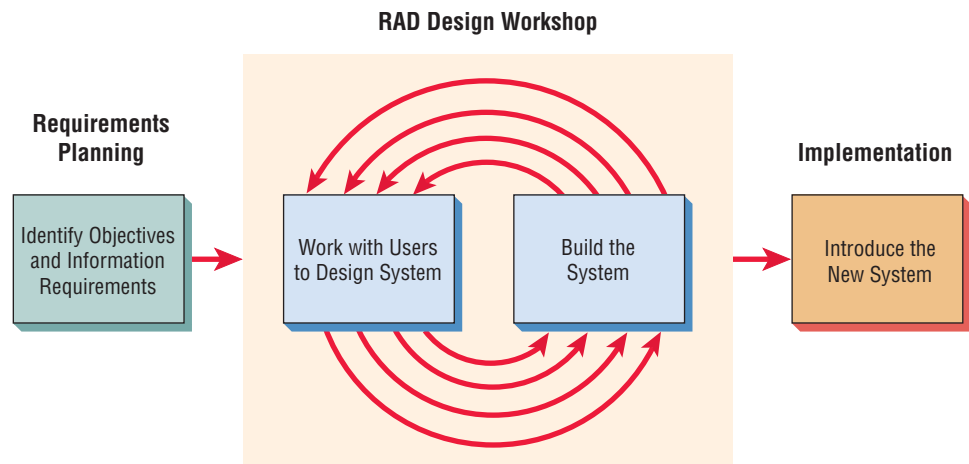 RAD Design Workshop
Requirements
Planning
Identify Objectives
and Information
Requirements
Work with Users
to Design System
Build the
System
Implementation
Introduce the
New System